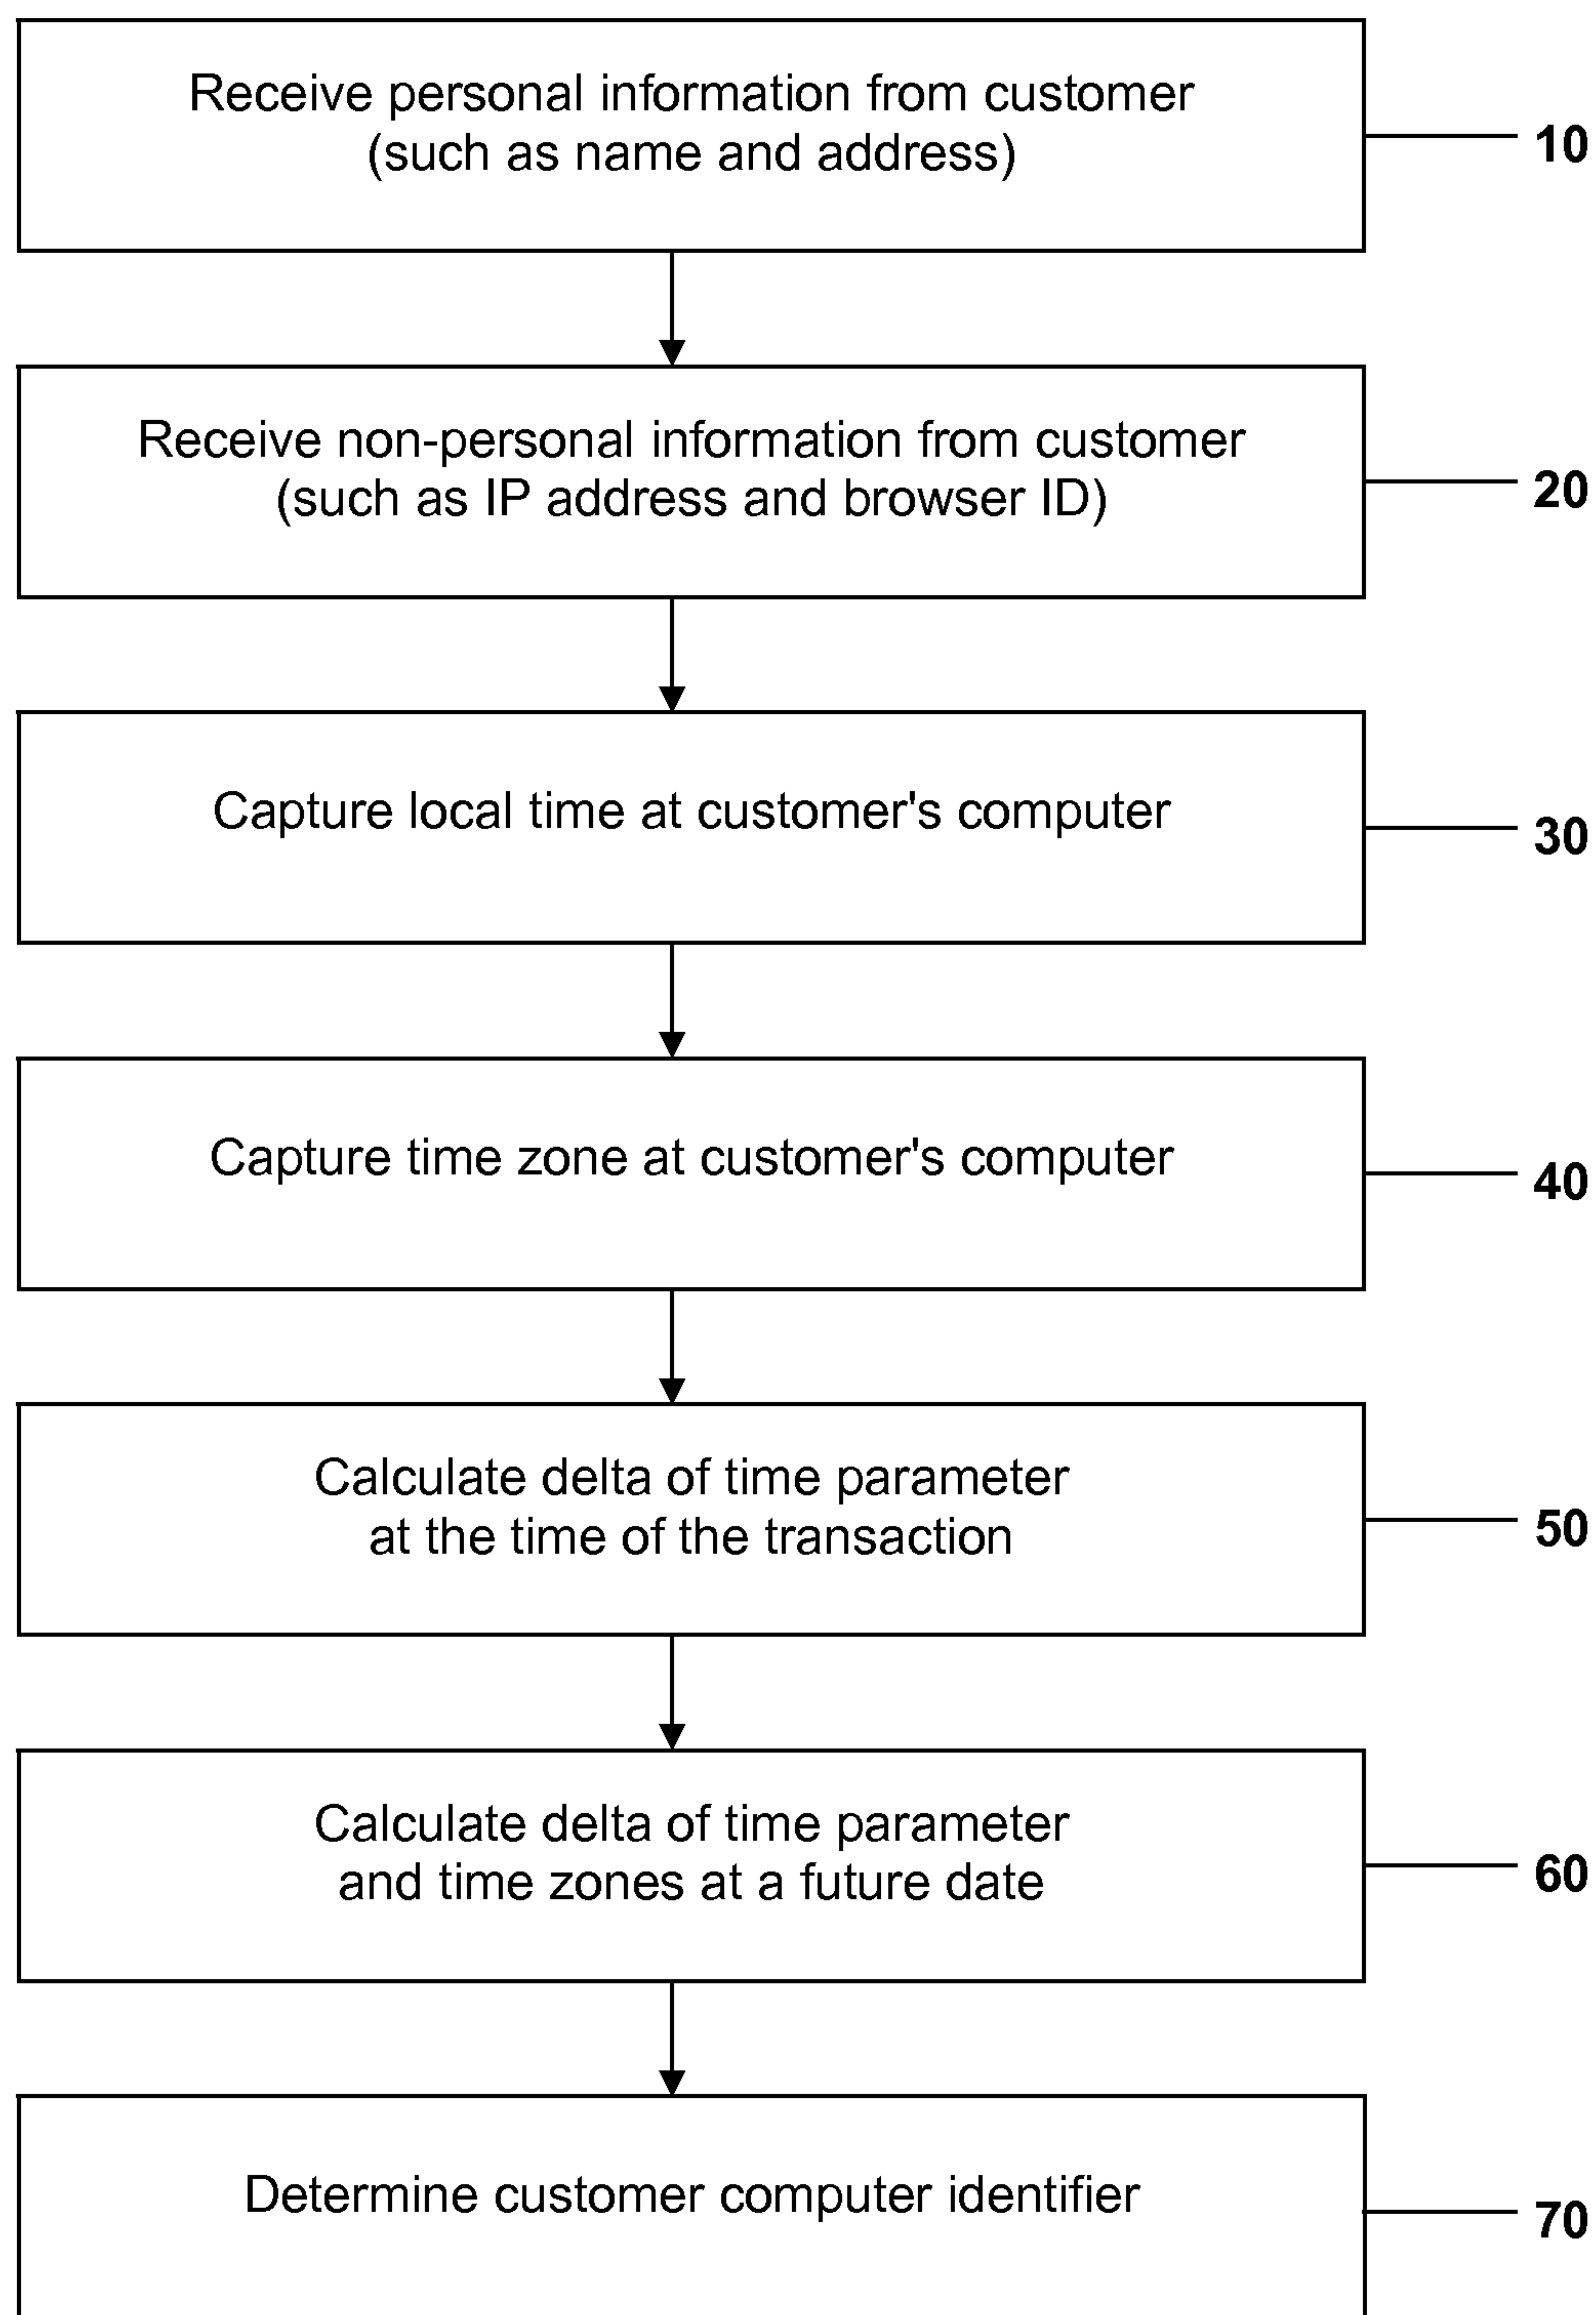 Receive personal information from customer
(such as name and address)
10
Receive non-personal information from customer
(such as IP address and browser ID)
20
Capture local time at customer's computer
30
Capture time zone at customer's computer
40
Calculate delta of time parameter
at the time of the transaction
50
Calculate delta of time parameter
and time zones at a future date
60
Determine customer computer identifier
70